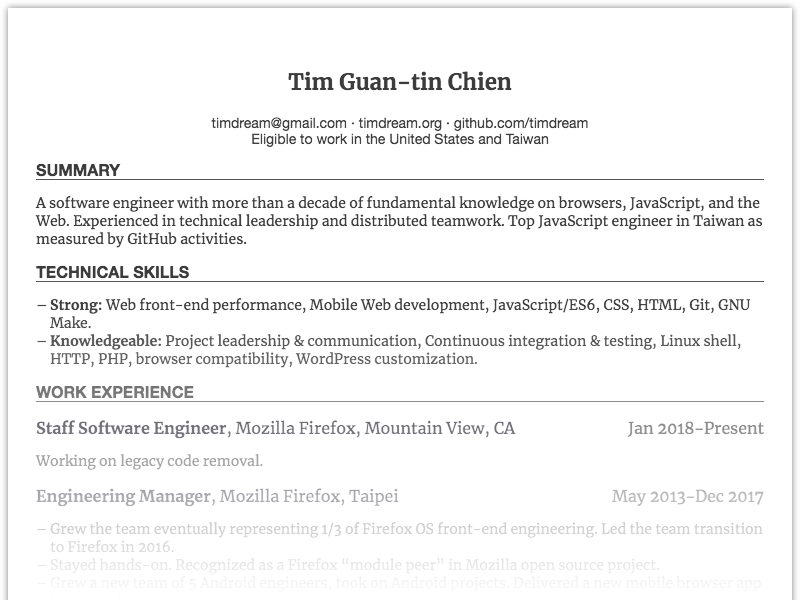 Tim Guan-tin Chien
timdream@gmail.com · timdream.org · github.com/timdream
Eligible to work in the United States and Taiwan
SUMMARY
A software engineer with more than a decade of fundamental knowledge on browsers, JavaScript, and the
Web. Experienced in technical leadership and distributed teamwork. Top JavaScript engineer in Taiwan as
measured by GitHub activities.
TECHNICAL SKILLS
– Strong: Web front-end performance, Mobile Web development, JavaScript/ES6, CSS, HTML, Git, GNU
Make.
– Knowledgeable: Project leadership & communication, Continuous integration & testing, Linux shell,
HTTP, PHP, browser compatibility, WordPress customization.
WORK EXPERIENCE
Staff Software Engineer, Mozilla Firefox, Mountain View, CA Jan 2018–Present
Working on legacy code removal.
Engineering Manager, Mozilla Firefox, Taipei May 2013–Dec 2017
– Grew the team eventually representing 1/3 of Firefox OS front-end engineering. Led the team transition
to Firefox in 2016.
– Stayed hands-on. Recognized as a Firefox “module peer” in Mozilla open source project.
– Grew a new team of 5 Android engineers, took on Android projects. Delivered a new mobile browser app